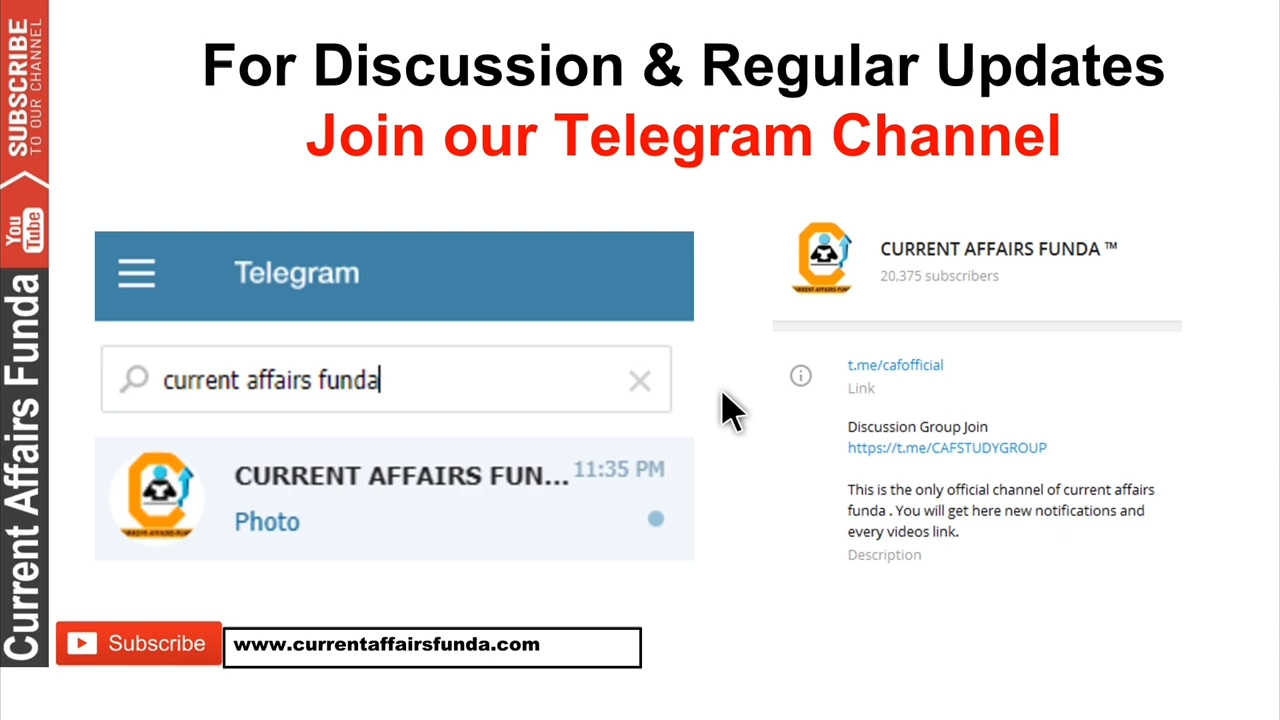 SUBSCRIBE
TO OUR CHANNEL
You
Tube
Current Affairs Funda
For Discussion & Regular Updates
Join our Telegram Channel
Telegram
current affairs funda
CURRENT AFFAIRS FUN... 11:35 PM
Photo
CURRENT AFFAIRS FUNDA ™
20,375 subscribers
t.me/cafofficial
Link
Discussion Group Join
https://t.me/CAFSTUDYGROUP
This is the only official channel of current affairs
funda . You will get here new notifications and
every videos link.
Description
Subscribe
www.currentaffairsfunda.com